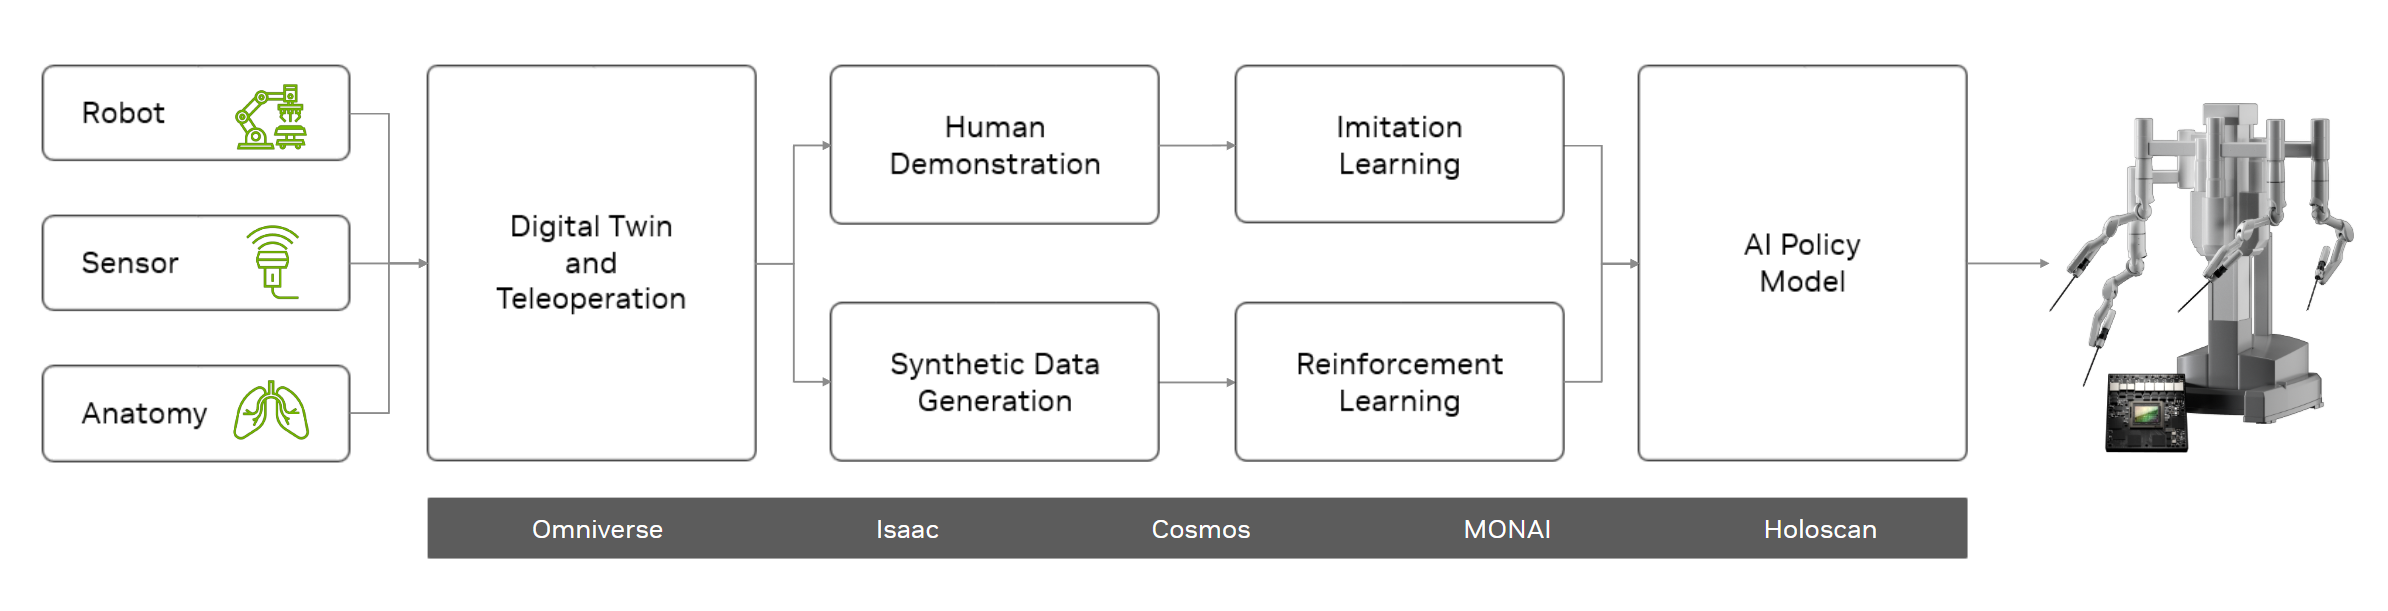 Robot
Sensor
Anatomy
Digital Twin
and
Teleoperation
Human
Demonstration
Synthetic Data
Generation
Imitation
Learning
Reinforcement
Learning
AI Policy
Model
Omniverse Isaac Cosmos MONAI Holoscan